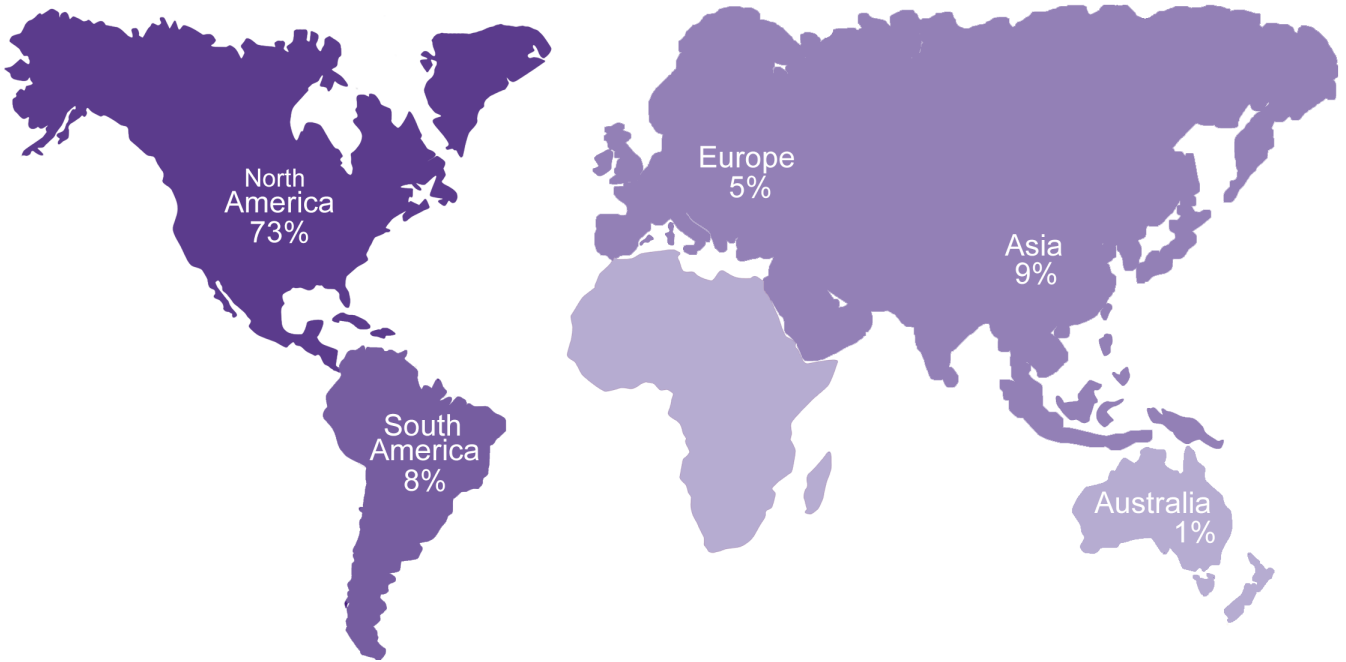 North
America
73%
South
America
8%
Europe
5%
Asia
9%
Australia
1%